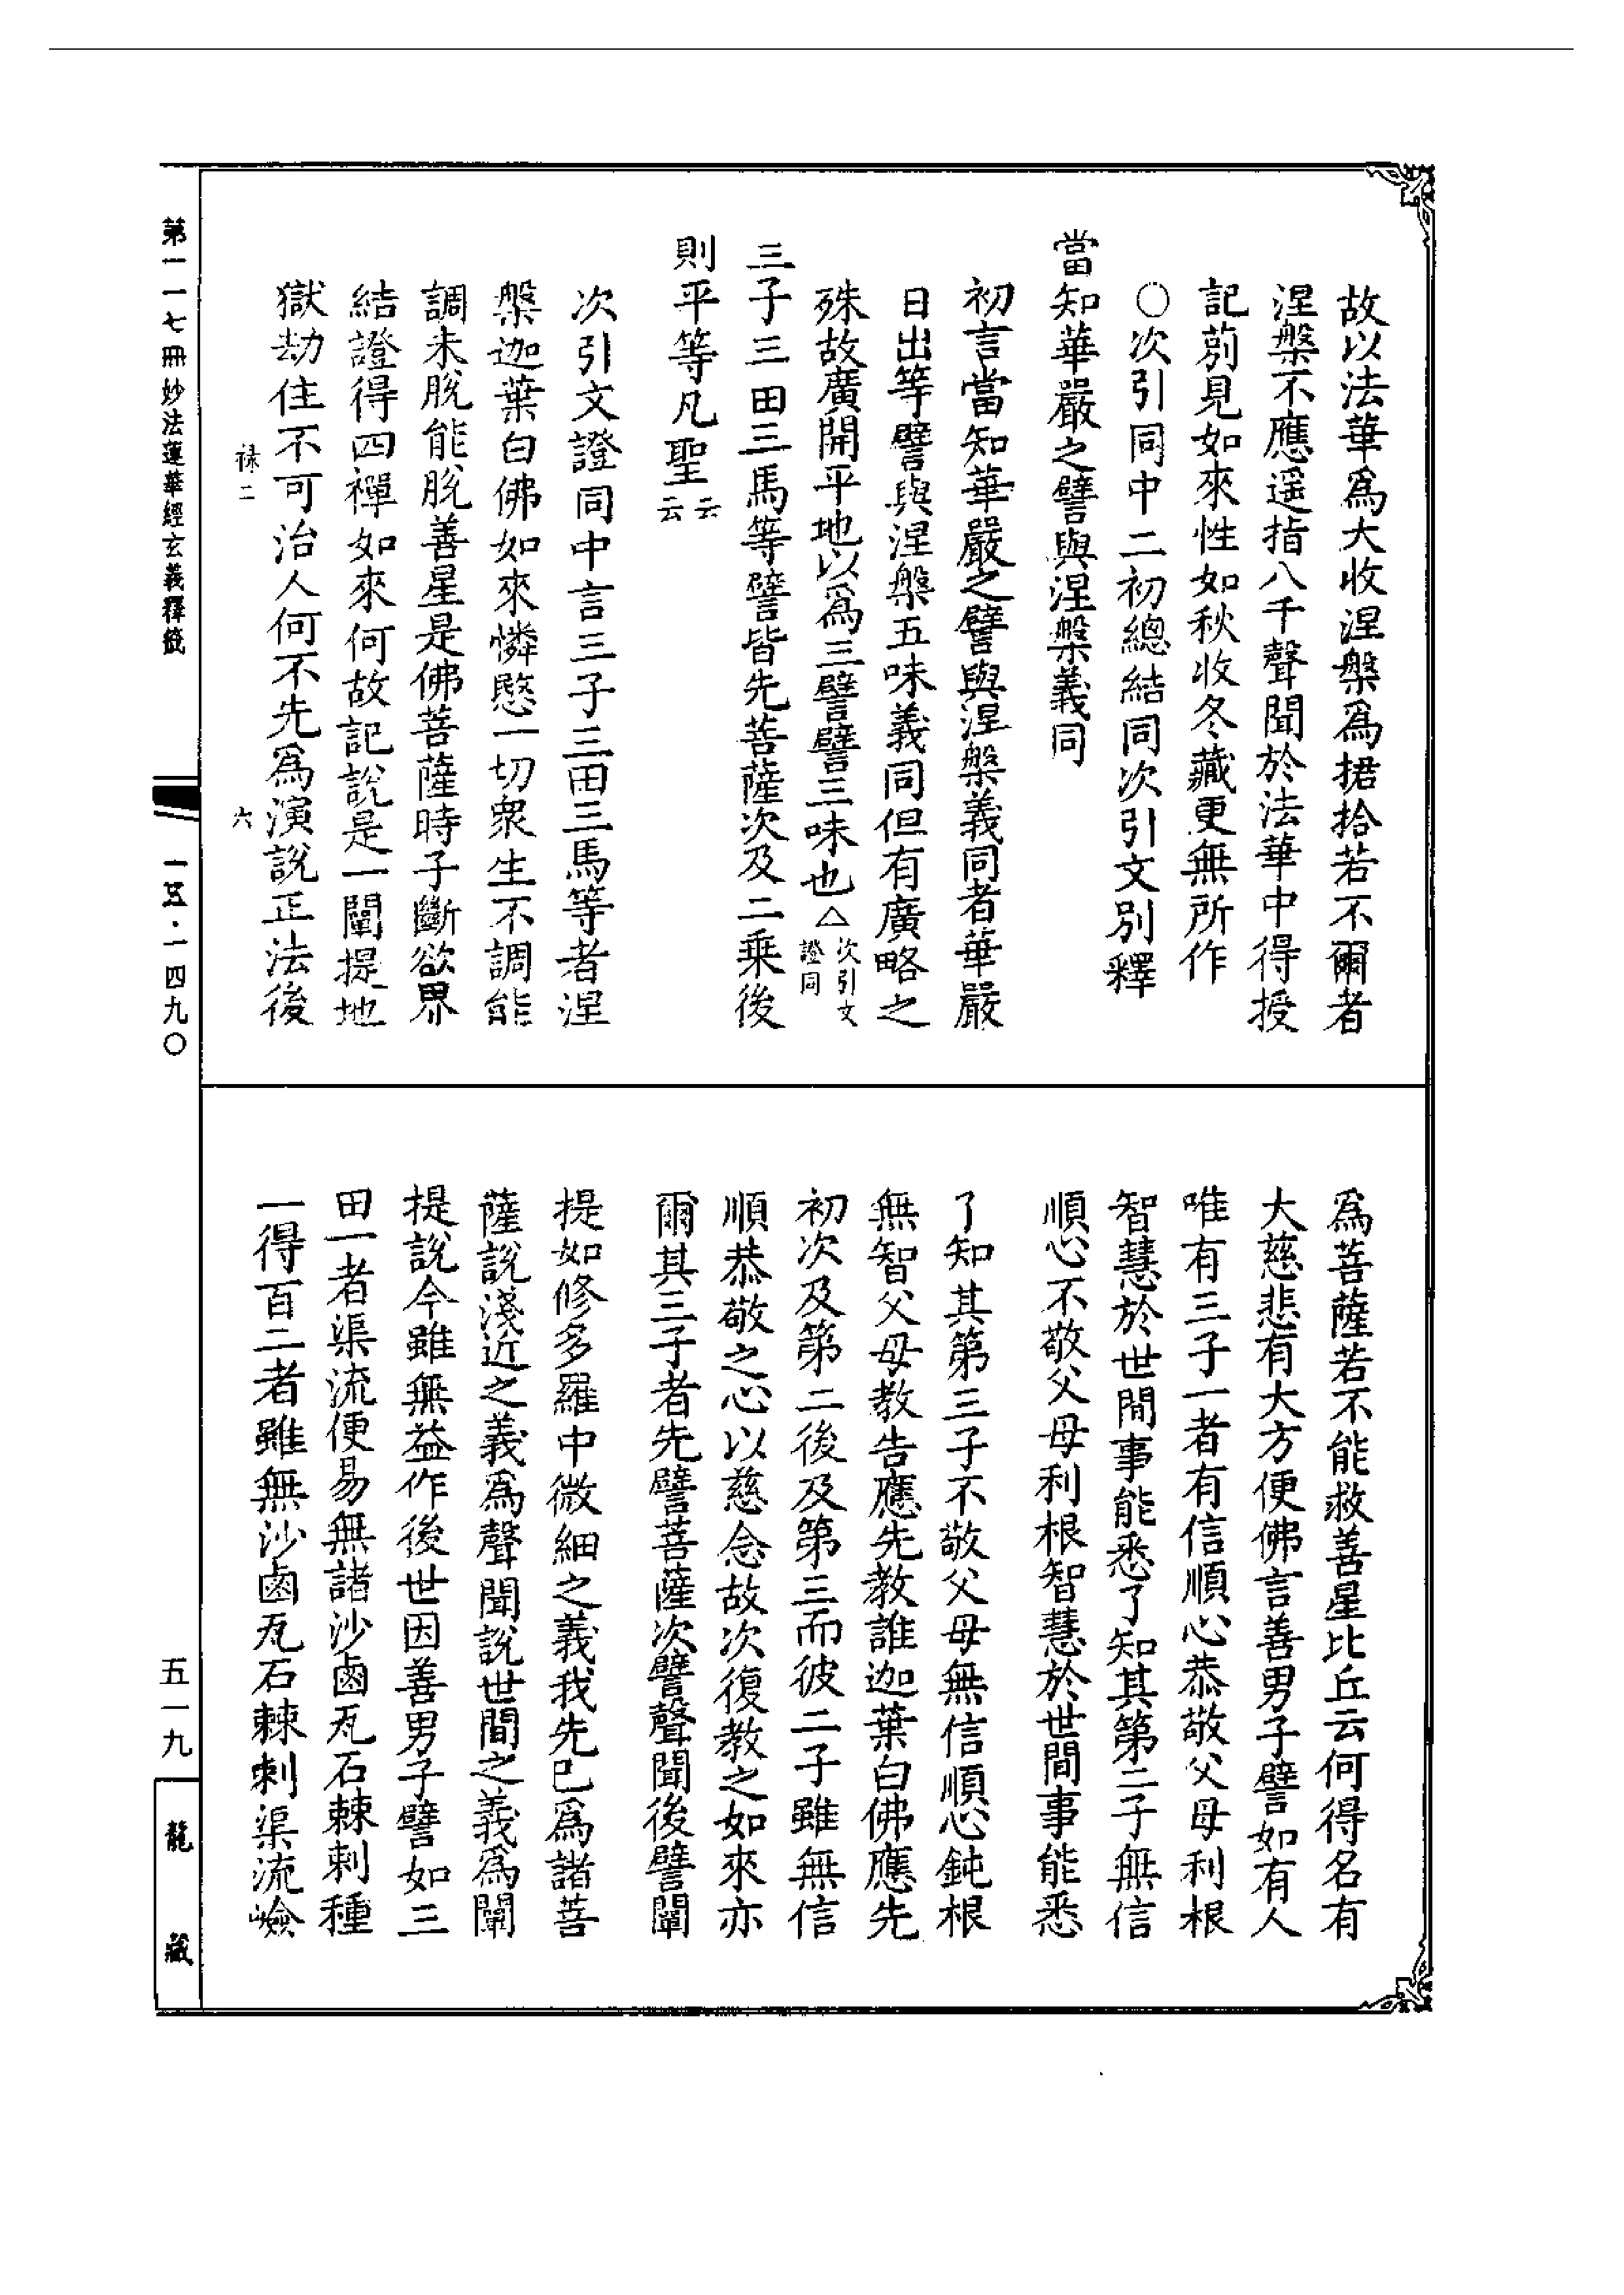 故以法華爲大收涅槃爲捃拾若不爾者
涅槃不應遥指八千聲聞於法華中得授
記莂見如來性如秋收冬藏更無所作
〇次引同中二初總結同次引文別釋
當知華嚴之譬與涅槃義同
初言當知華嚴之譬與涅槃義同者華嚴
日出等譬與涅槃五味義同但有廣略之
殊故廣開平地以爲三譬譬三味也△次引文證同
三子三田三馬等譬皆先菩薩次及二乘後
則平等凡聖云云
次引文證同中言三子三田三馬等者涅
槃迦葉白佛如來憐愍一切衆生不調能
調未脫能脫善星是佛菩薩時子斷欲界
結證得四禪如來何故記說是一闡提地
獄劫住不可治人何不先爲演說正法後
祿二 六
爲菩薩若不能救善星比丘云何得名有
大慈悲有大方便佛言善男子譬如有人
唯有三子一者有信順心恭敬父母利根
智慧於世間事能悉了知其第二子無信
順心不敬父母利根智慧於世間事能悉
了知其第三子不敬父母無信順心鈍根
無智父母教告應先教誰迦葉白佛應先
初次及第二後及第三而彼二子雖無信
順恭敬之心以慈念故次復教之如來亦
爾其三子者先譬菩薩次譬聲聞後譬闡
提如修多羅中微細之義我先已爲諸菩
薩說淺近之義爲聲聞說世間之義爲闡
提說今雖無益作後世因善男子譬如三
田一者渠流便易無諸沙鹵瓦石棘刺種
一得百二者雖無沙鹵瓦石棘刺渠流嶮
第一一七冊妙法蓮華經玄義釋籤 一五·一四九〇 五一九
龍藏